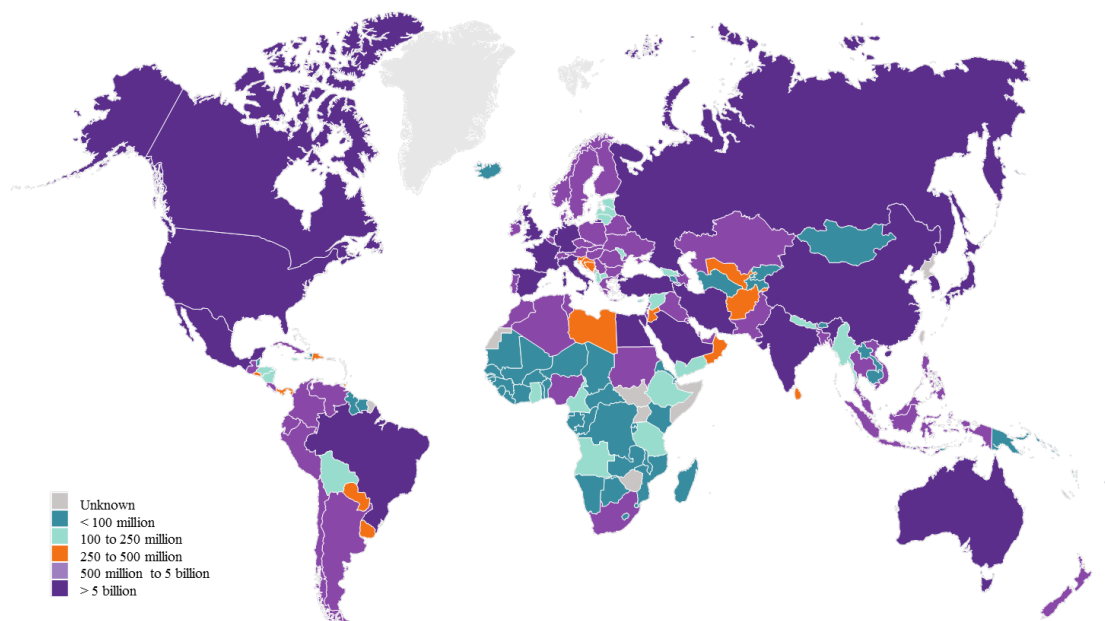 Unknown
< 100 million
100 to 250 million
250 to 500 million
500 million  to 5 billion
> 5 billion